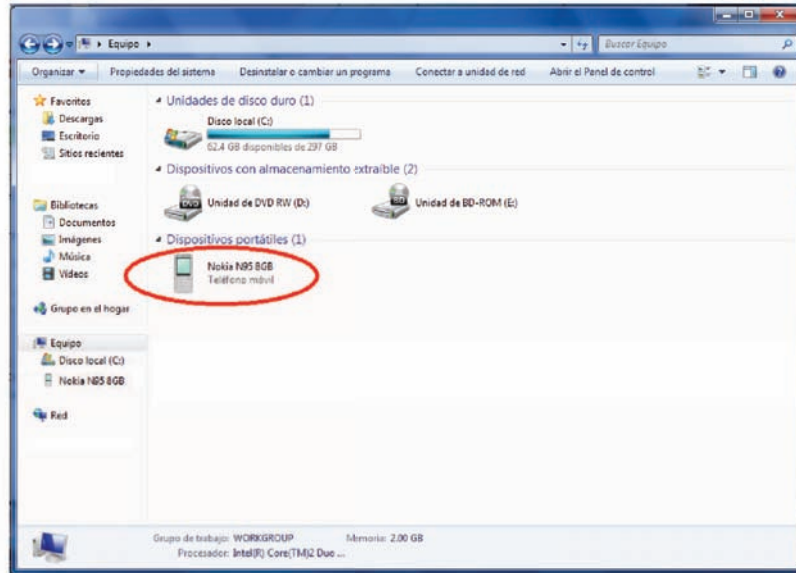 Equipo
Buscar Equipo
Organizar
Propiedades del sistema
Desinstalar o cambiar un programa
Conectar a unidad de red
Abrir el Panel de control
Favoritos
Descargas
Escritorio
Sitios recientes
Bibliotecas
Documentos
Imágenes
Música
Vídeos
Grupo en el hogar
Equipo
Disco local (C:)
Nokia N95 8GB
Red
Unidades de disco duro (1)
Disco local (C:)
62.4 GB disponibles de 297 GB
Dispositivos con almacenamiento extraíble (2)
DVD
Unidad de DVD RW (D:)
BD
Unidad de BD-ROM (E:)
Dispositivos portátiles (1)
Nokia N95 8GB
Teléfono móvil
Grupo de trabajo: WORKGROUP Memoria: 2.00 GB
Procesador: Intel(R) Core(TM)2 Duo ...